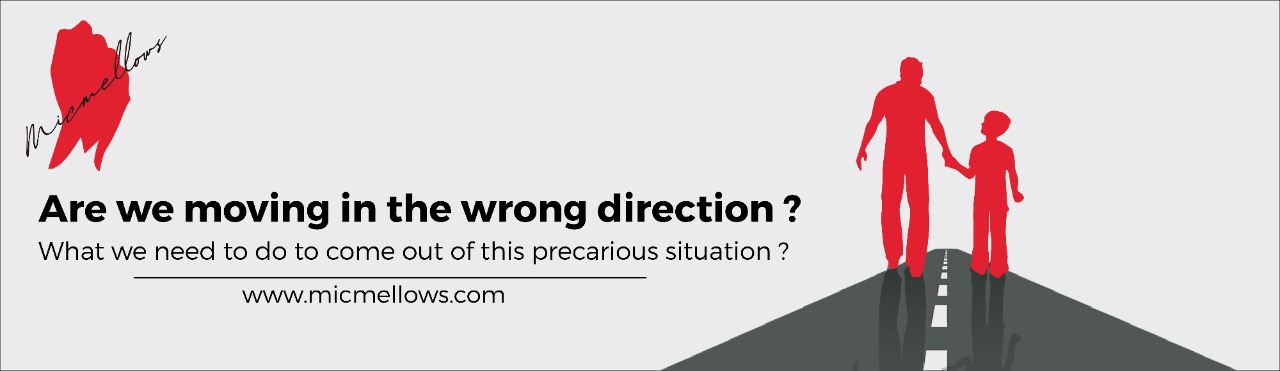 Micmellows
Are we moving in the wrong direction ?
What we need to do to come out of this precarious situation ?
www.micmellows.com